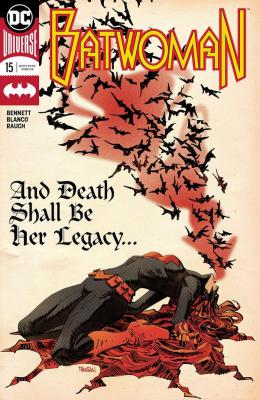 DC
UNIVERSE
BATWOMAN
15
BENNETT
BLANCO
RAUCH
And Death
Shall Be
Her Legacy...